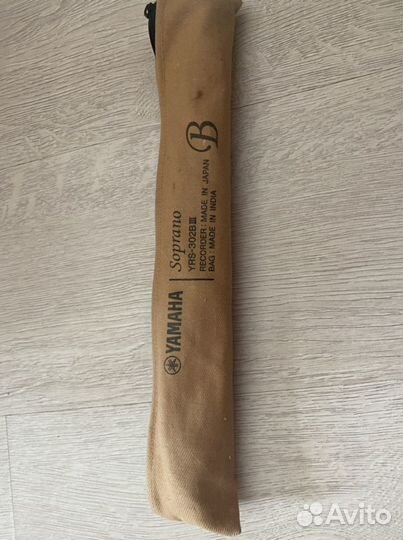 YAMAHA
Soprano
YRS-302BIII
RECORDER : MADE IN JAPAN
BAG : MADE IN INDIA
B
Avito